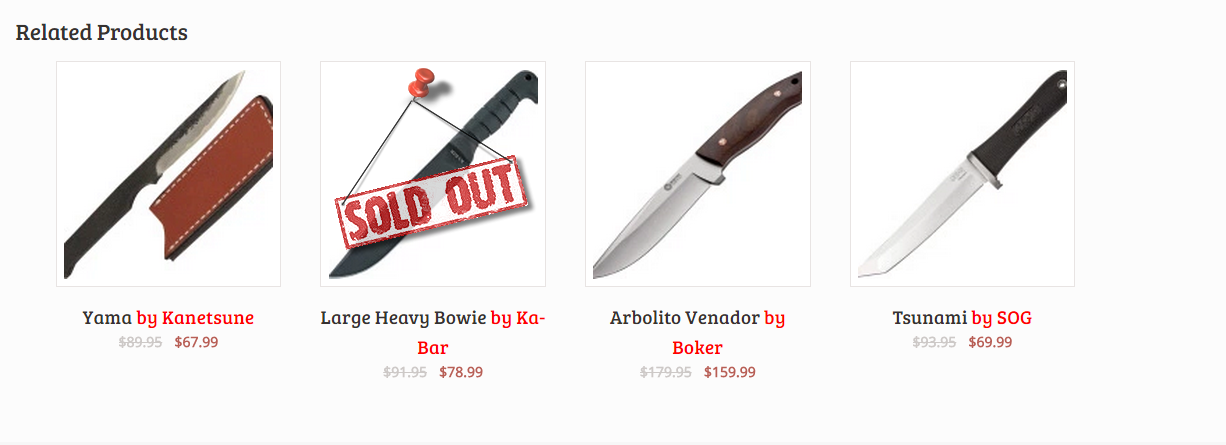 Related Products
SOLD OUT
Yama by Kanetsune
$89.95 $67.99
Large Heavy Bowie by Ka-
Bar
$91.95 $78.99
Arbolito Venador by
Boker
$179.95 $159.99
Tsunami by SOG
$93.95 $69.99